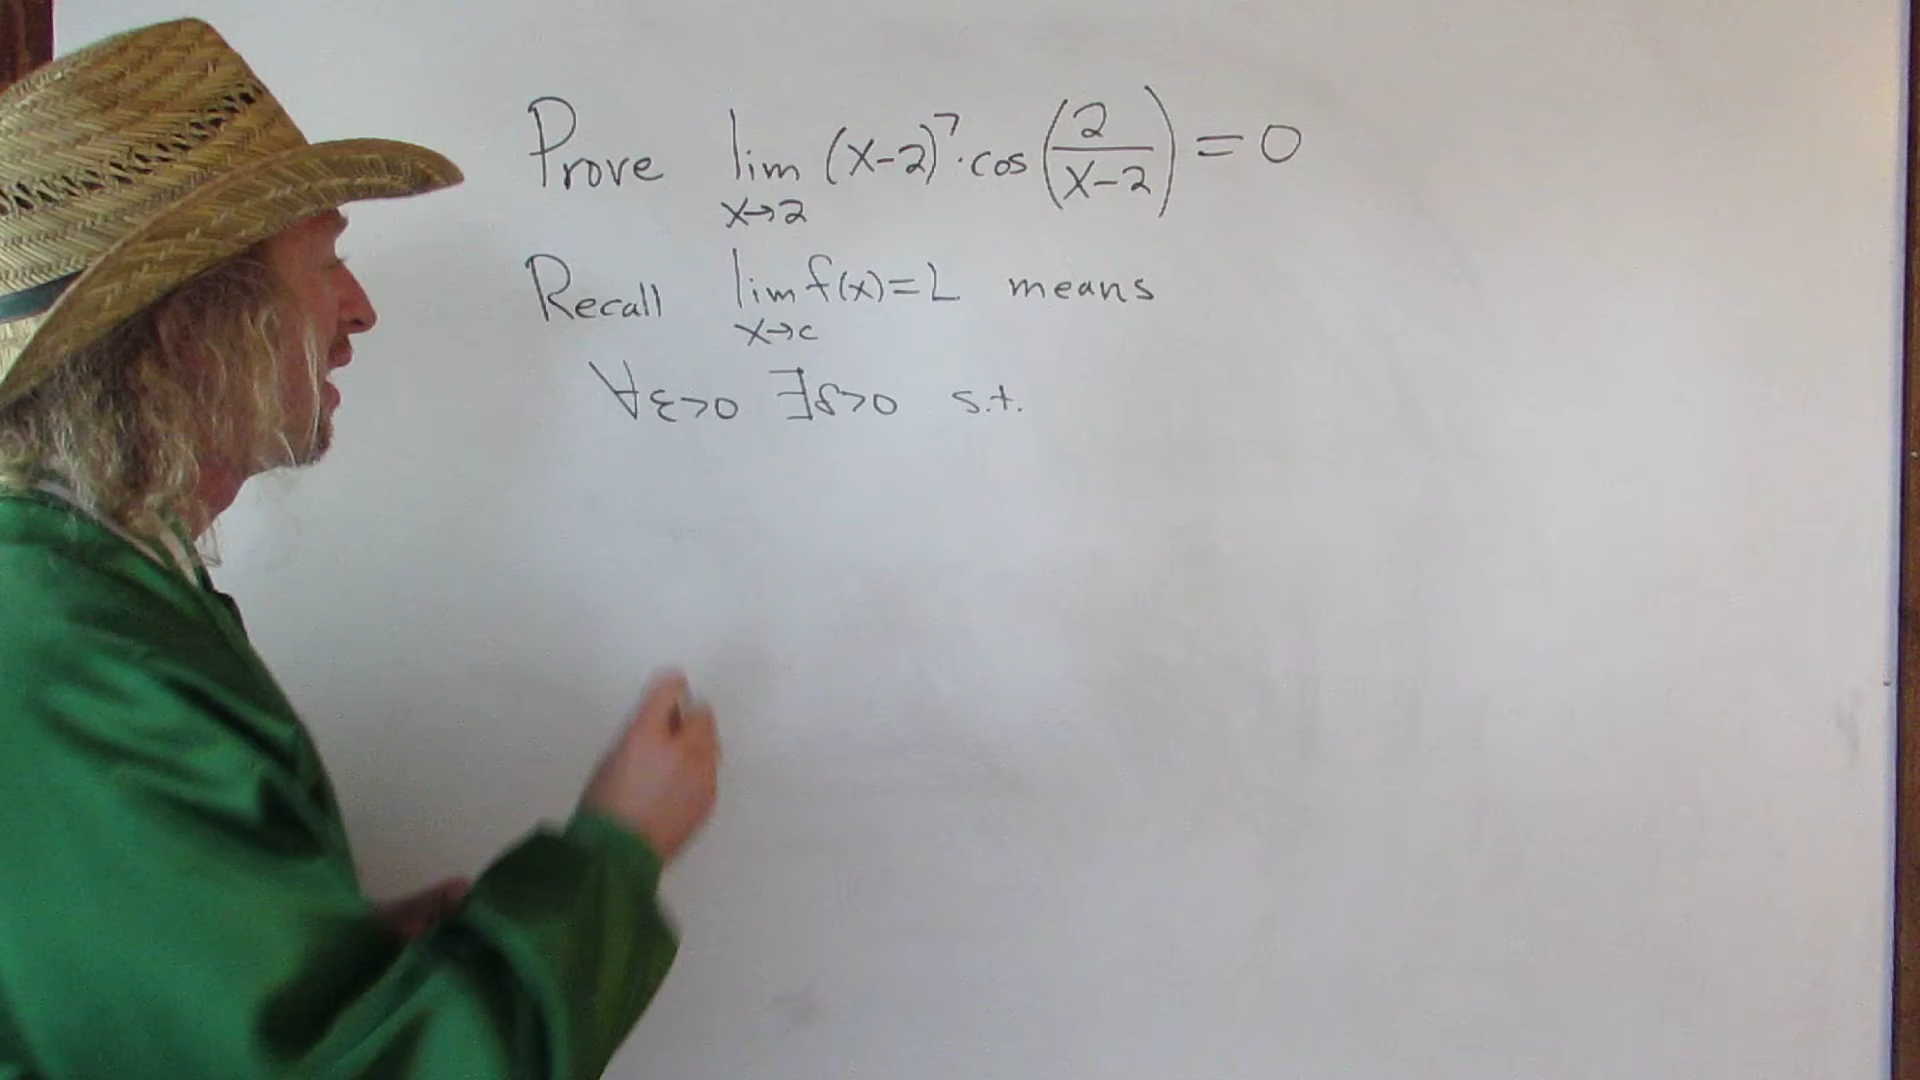 Prove lim x→2 (x-2)^7 · cos(2/(x-2)) = 0
Recall lim x→c f(x) = L means
∀ε>0 ∃δ>0 s.t.